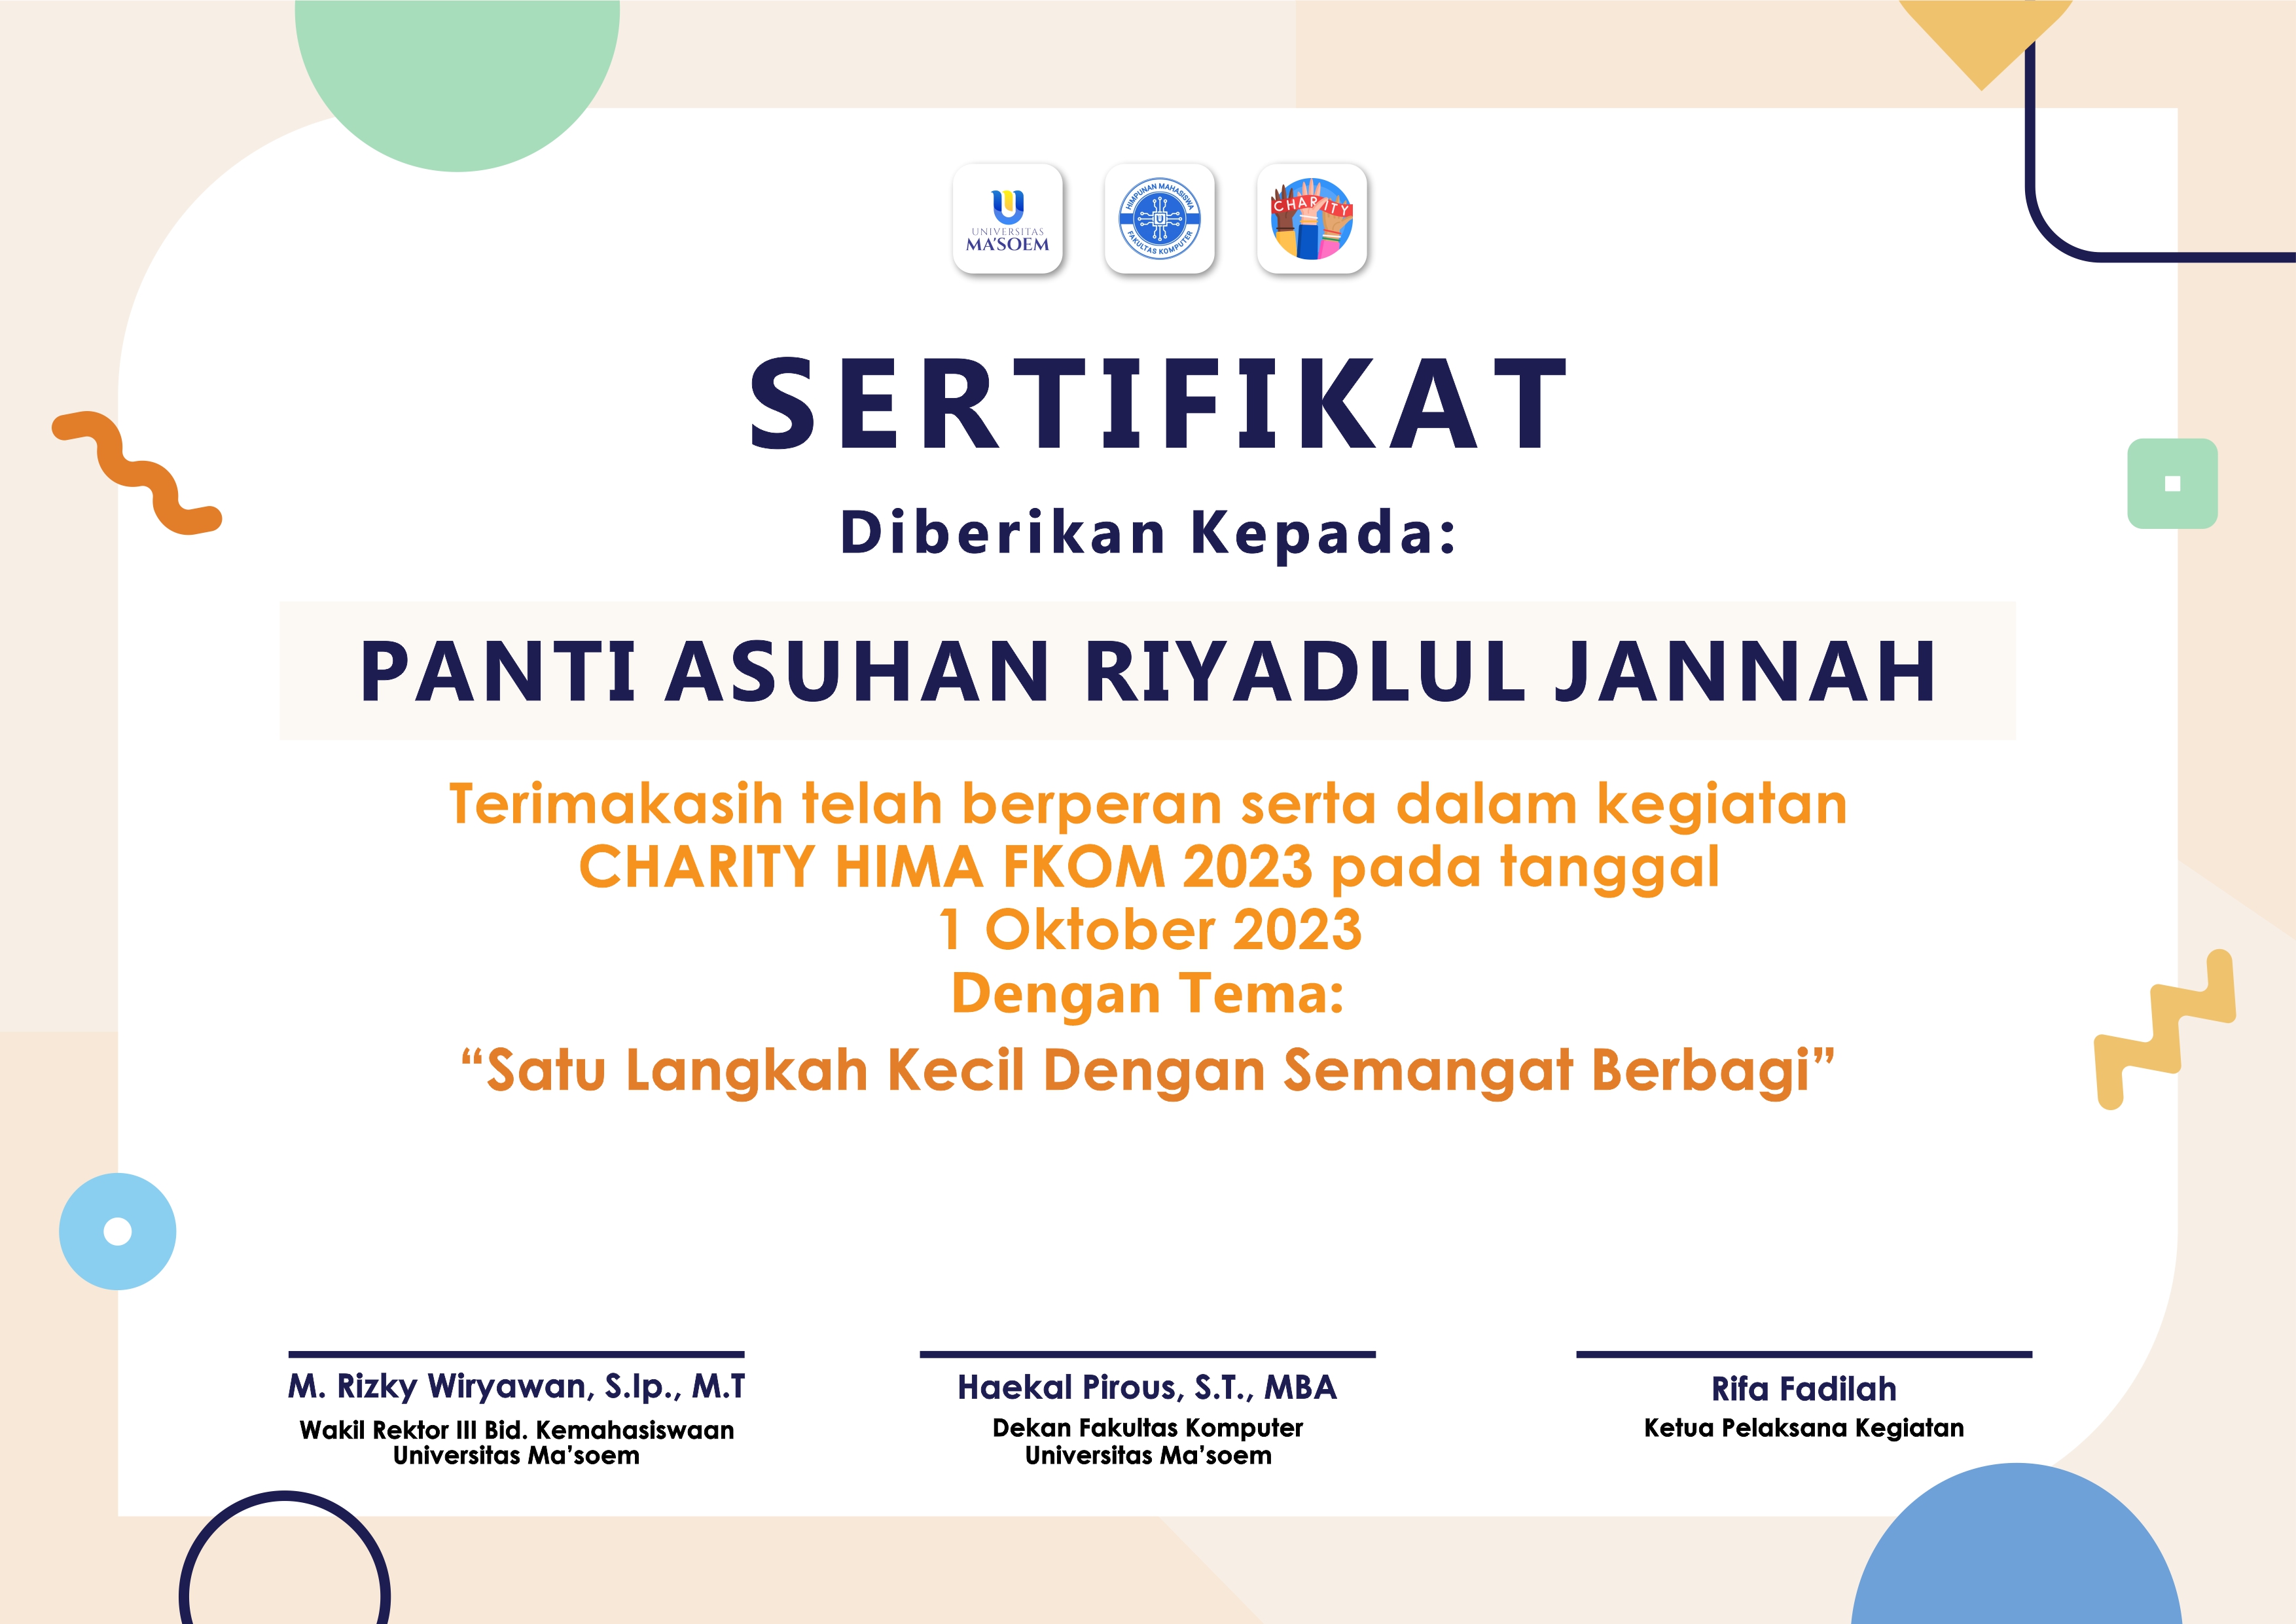 UNIVERSITAS
MA'SOEM
HIMPUNAN MAHASISWA
FAKULTAS KOMPUTER
CHARITY
SERTIFIKAT
Diberikan Kepada:
PANTI ASUHAN RIYADLUL JANNAH
Terimakasih telah berperan serta dalam kegiatan
CHARITY HIMA FKOM 2023 pada tanggal
1 Oktober 2023
Dengan Tema:
“Satu Langkah Kecil Dengan Semangat Berbagi”
M. Rizky Wiryawan, S.Ip., M.T
Wakil Rektor III Bid. Kemahasiswaan
Universitas Ma’soem
Haekal Pirous, S.T., MBA
Dekan Fakultas Komputer
Universitas Ma’soem
Rifa Fadilah
Ketua Pelaksana Kegiatan